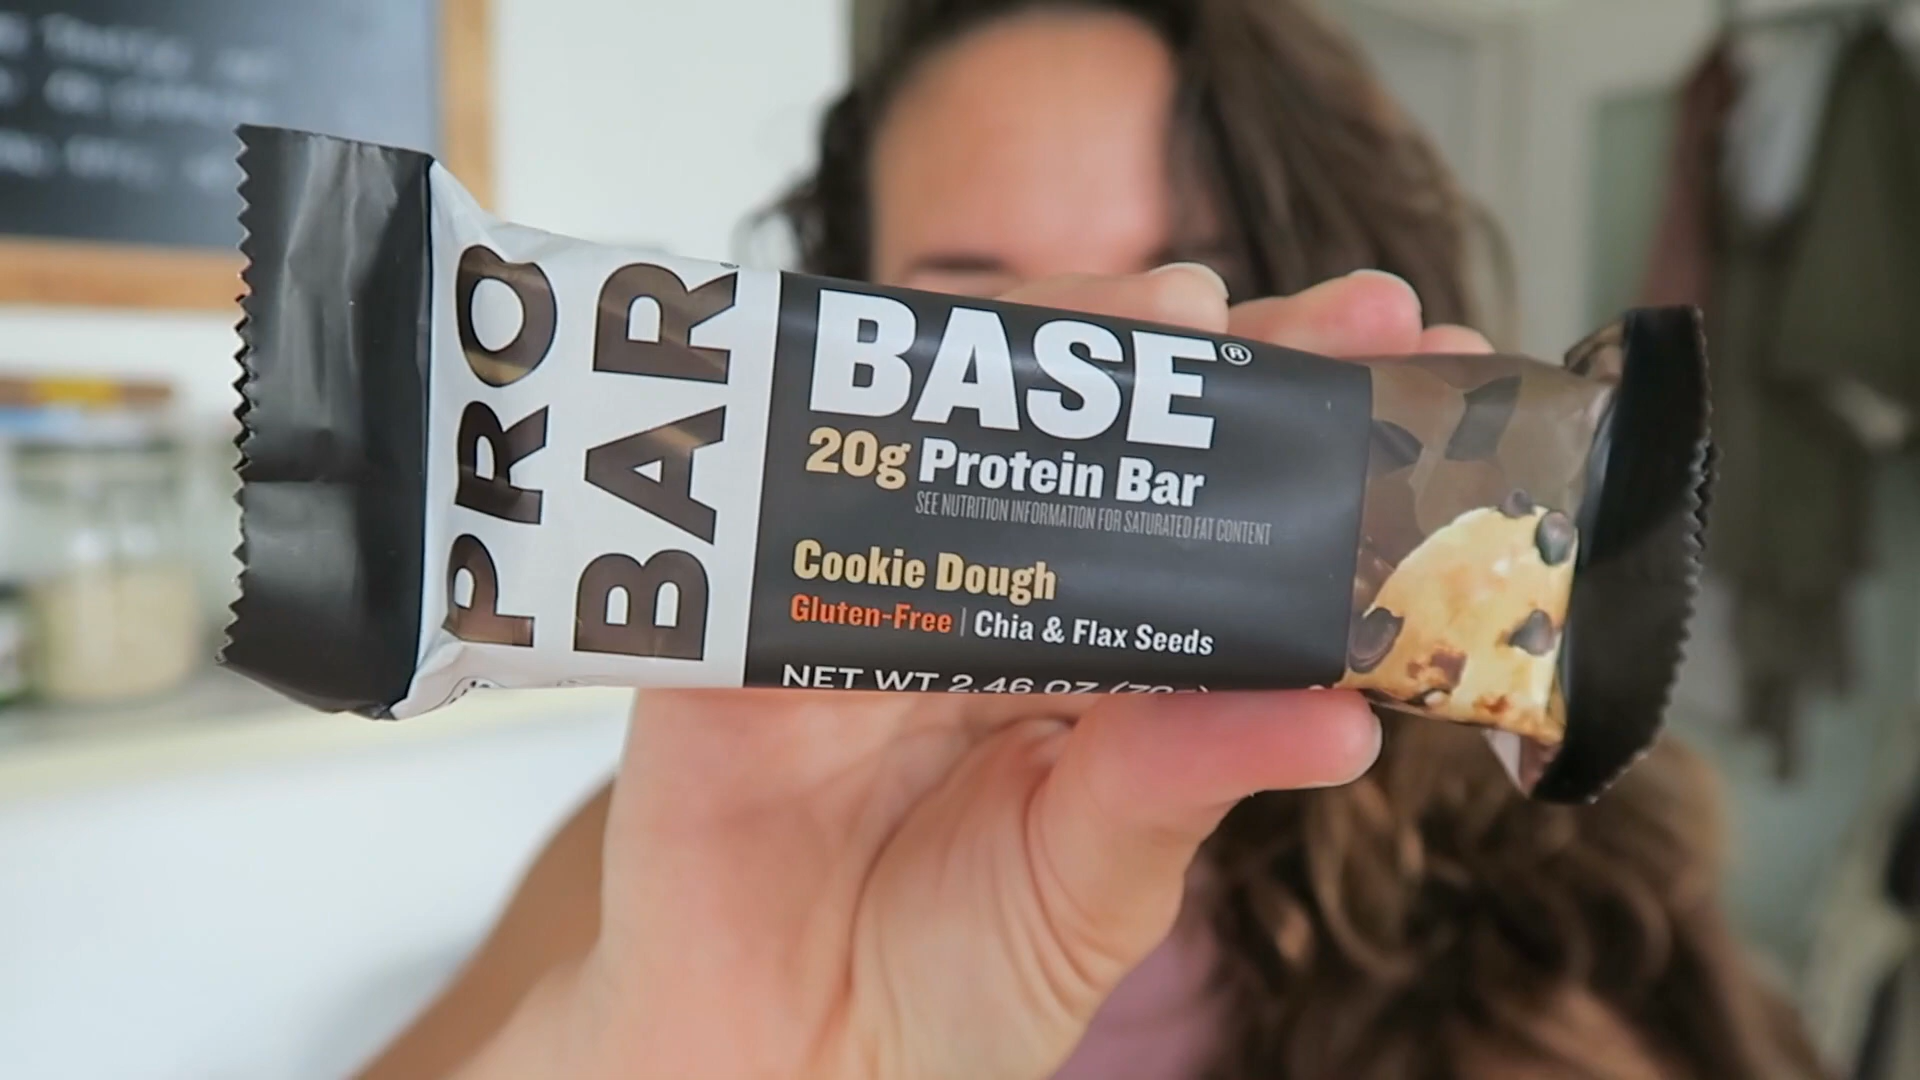 PRO
BAR
BASE®
20g Protein Bar
SEE NUTRITION INFORMATION FOR SATURATED FAT CONTENT
Cookie Dough
Gluten-Free | Chia & Flax Seeds
NET WT 2.46 OZ